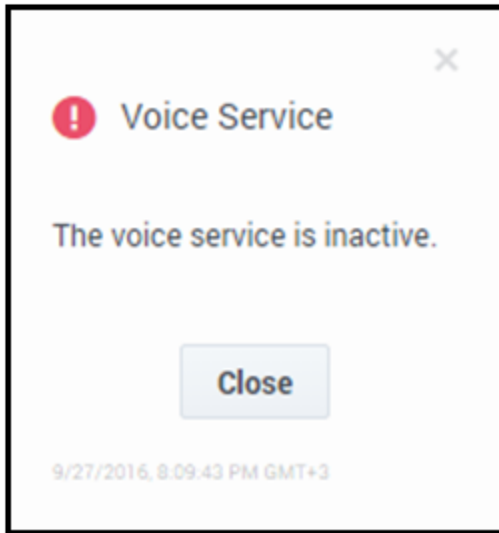 Voice Service
The voice service is inactive.
Close
9/27/2016, 8:09:43 PM GMT+3